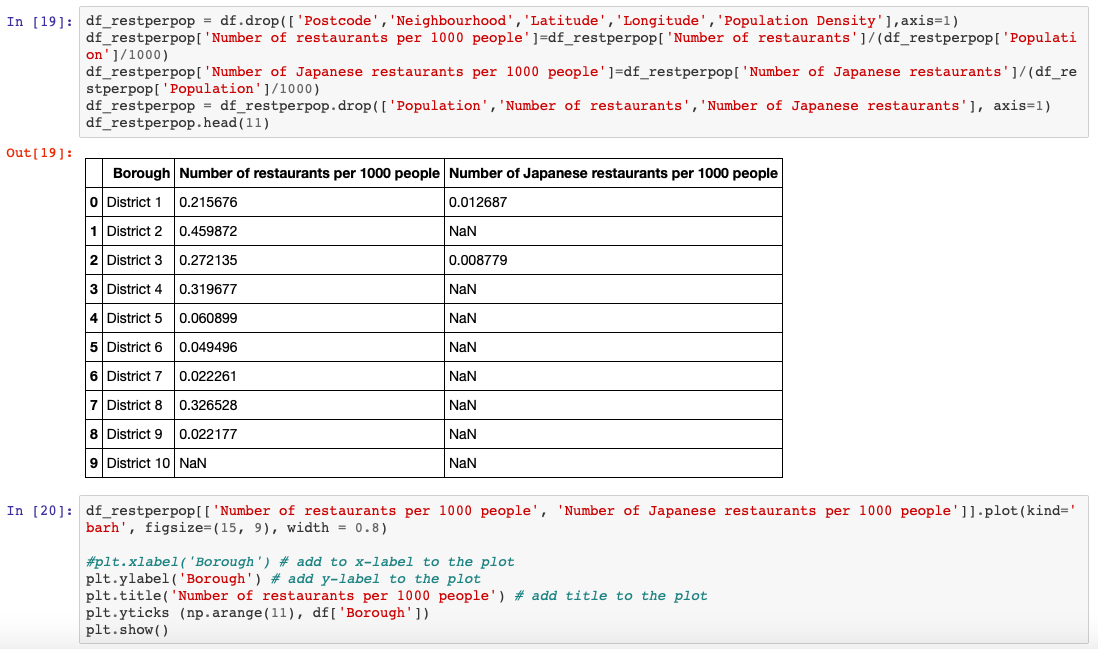 In [19]: df_restperpop = df.drop(['Postcode','Neighbourhood','Latitude','Longitude','Population Density'],axis=1)
df_restperpop['Number of restaurants per 1000 people']=df_restperpop['Number of restaurants']/(df_restperpop['Populati
on']/1000)
df_restperpop['Number of Japanese restaurants per 1000 people']=df_restperpop['Number of Japanese restaurants']/(df_re
stperpop['Population']/1000)
df_restperpop = df_restperpop.drop(['Population','Number of restaurants','Number of Japanese restaurants'], axis=1)
df_restperpop.head(11)
Out[19]:
Borough Number of restaurants per 1000 people Number of Japanese restaurants per 1000 people
0 District 1 0.215676 0.012687
1 District 2 0.459872 NaN
2 District 3 0.272135 0.008779
3 District 4 0.319677 NaN
4 District 5 0.060899 NaN
5 District 6 0.049496 NaN
6 District 7 0.022261 NaN
7 District 8 0.326528 NaN
8 District 9 0.022177 NaN
9 District 10 NaN NaN
In [20]: df_restperpop[['Number of restaurants per 1000 people', 'Number of Japanese restaurants per 1000 people']].plot(kind='
barh', figsize=(15, 9), width = 0.8)
#plt.xlabel('Borough') # add to x-label to the plot
plt.ylabel('Borough') # add y-label to the plot
plt.title('Number of restaurants per 1000 people') # add title to the plot
plt.yticks (np.arange(11), df['Borough'])
plt.show()